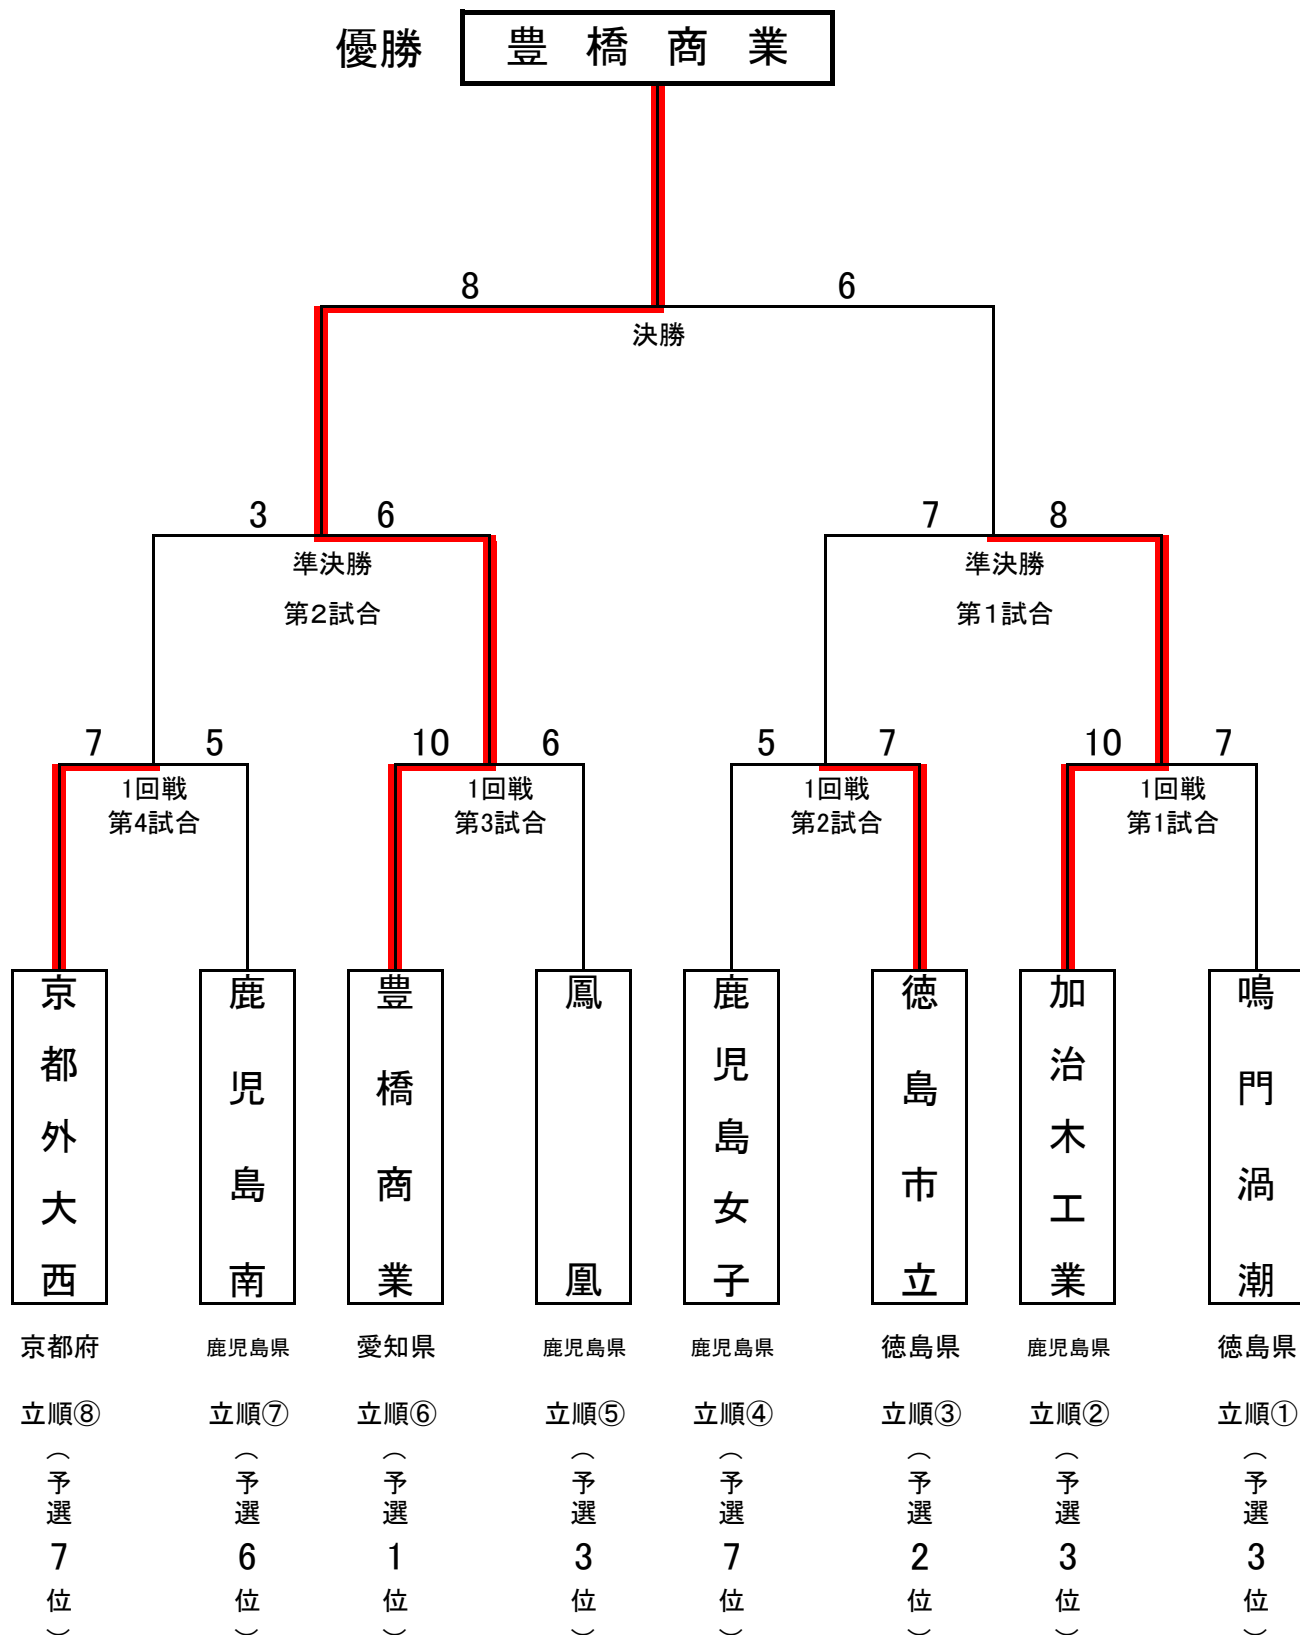 優勝 豊橋商業
8 6
決勝
3 6 7 8
準決勝 準決勝
第2試合 第1試合
7 5 10 6 5 7 10 7
1回戦 1回戦 1回戦 1回戦
第4試合 第3試合 第2試合 第1試合
京都外大西 鹿児島南 豊橋商業 鳳凰 鹿児島女子 徳島市立 加治木工業 鳴門渦潮
京都府 鹿児島県 愛知県 鹿児島県 鹿児島県 徳島県 鹿児島県 徳島県
立順⑧ 立順⑦ 立順⑥ 立順⑤ 立順④ 立順③ 立順② 立順①
（予選7位） （予選6位） （予選1位） （予選3位） （予選7位） （予選2位） （予選3位） （予選3位）